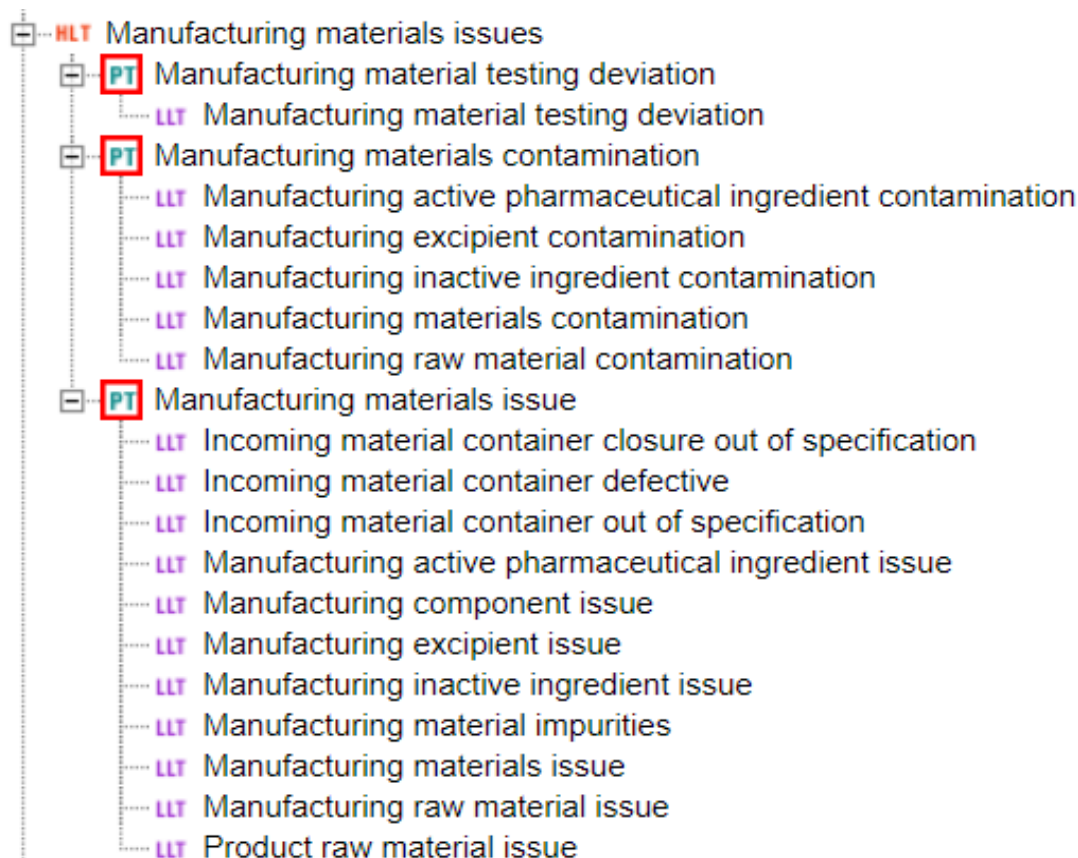 HLT Manufacturing materials issues
PT Manufacturing material testing deviation
LLT Manufacturing material testing deviation
PT Manufacturing materials contamination
LLT Manufacturing active pharmaceutical ingredient contamination
LLT Manufacturing excipient contamination
LLT Manufacturing inactive ingredient contamination
LLT Manufacturing materials contamination
LLT Manufacturing raw material contamination
PT Manufacturing materials issue
LLT Incoming material container closure out of specification
LLT Incoming material container defective
LLT Incoming material container out of specification
LLT Manufacturing active pharmaceutical ingredient issue
LLT Manufacturing component issue
LLT Manufacturing excipient issue
LLT Manufacturing inactive ingredient issue
LLT Manufacturing material impurities
LLT Manufacturing materials issue
LLT Manufacturing raw material issue
LLT Product raw material issue